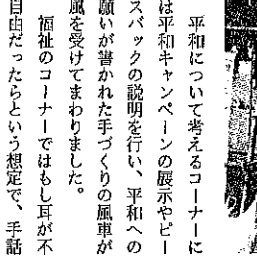 平和について考えるコーナーに
は平和キャンペーンの展示やピー
スパックの説明を行い、平和への
願いが書かれた手づくりの風車が
風を受けてまわりました。
福祉のコーナーではもし耳が不
自由だったらという想定で、手話